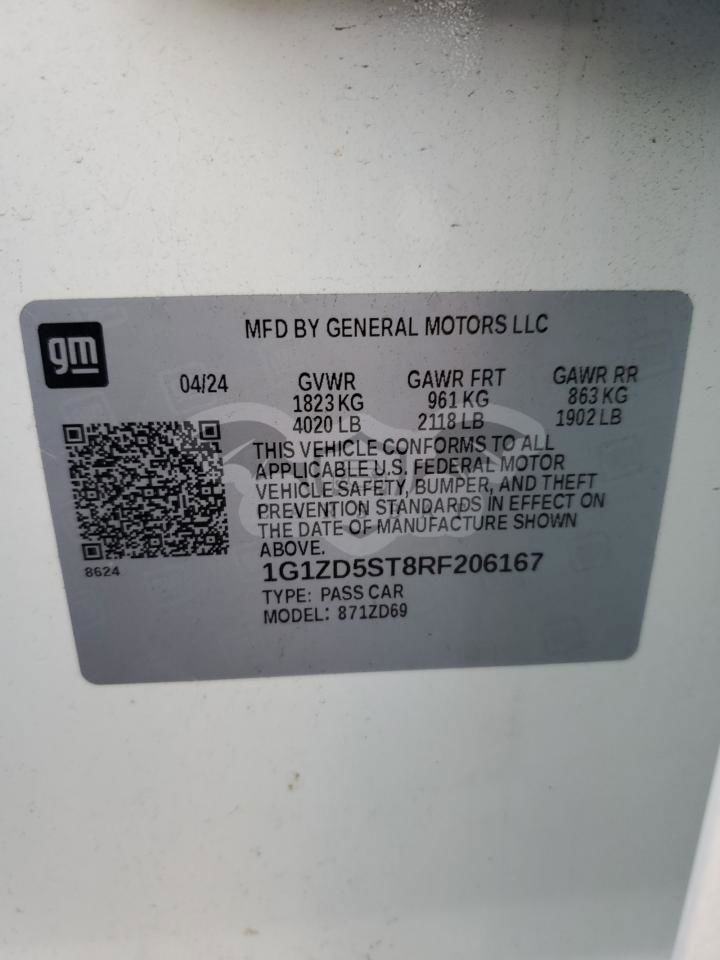 gm
MFD BY GENERAL MOTORS LLC
04/24
GVWR
1823 KG
4020 LB
GAWR FRT
961 KG
2118 LB
GAWR RR
863 KG
1902 LB
THIS VEHICLE CONFORMS TO ALL
APPLICABLE U.S. FEDERAL MOTOR
VEHICLE SAFETY, BUMPER, AND THEFT
PREVENTION STANDARDS IN EFFECT ON
THE DATE OF MANUFACTURE SHOWN
ABOVE.
8624
1G1ZD5ST8RF206167
TYPE: PASS CAR
MODEL: 871ZD69